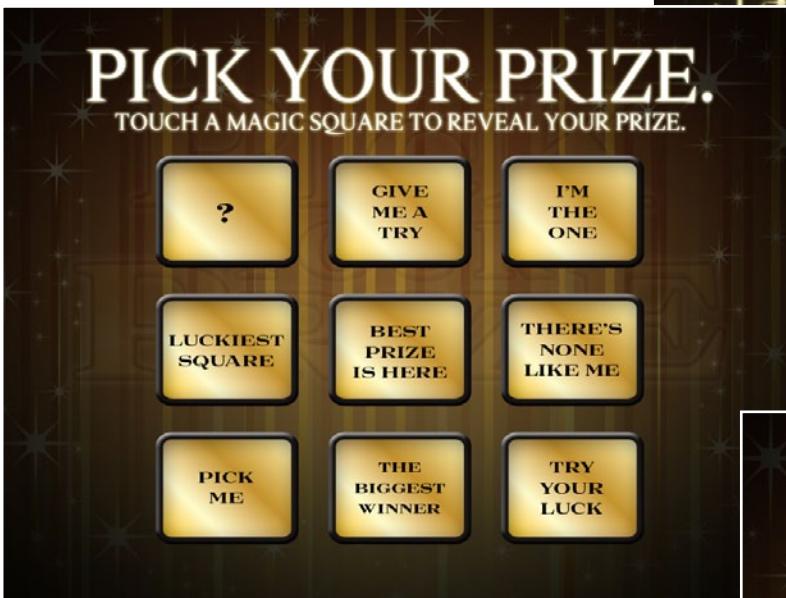 PICK YOUR PRIZE.
TOUCH A MAGIC SQUARE TO REVEAL YOUR PRIZE.
?
GIVE
ME A
TRY
I'M
THE
ONE
LUCKIEST
SQUARE
BEST
PRIZE
IS HERE
THERE'S
NONE
LIKE ME
PICK
ME
THE
BIGGEST
WINNER
TRY
YOUR
LUCK